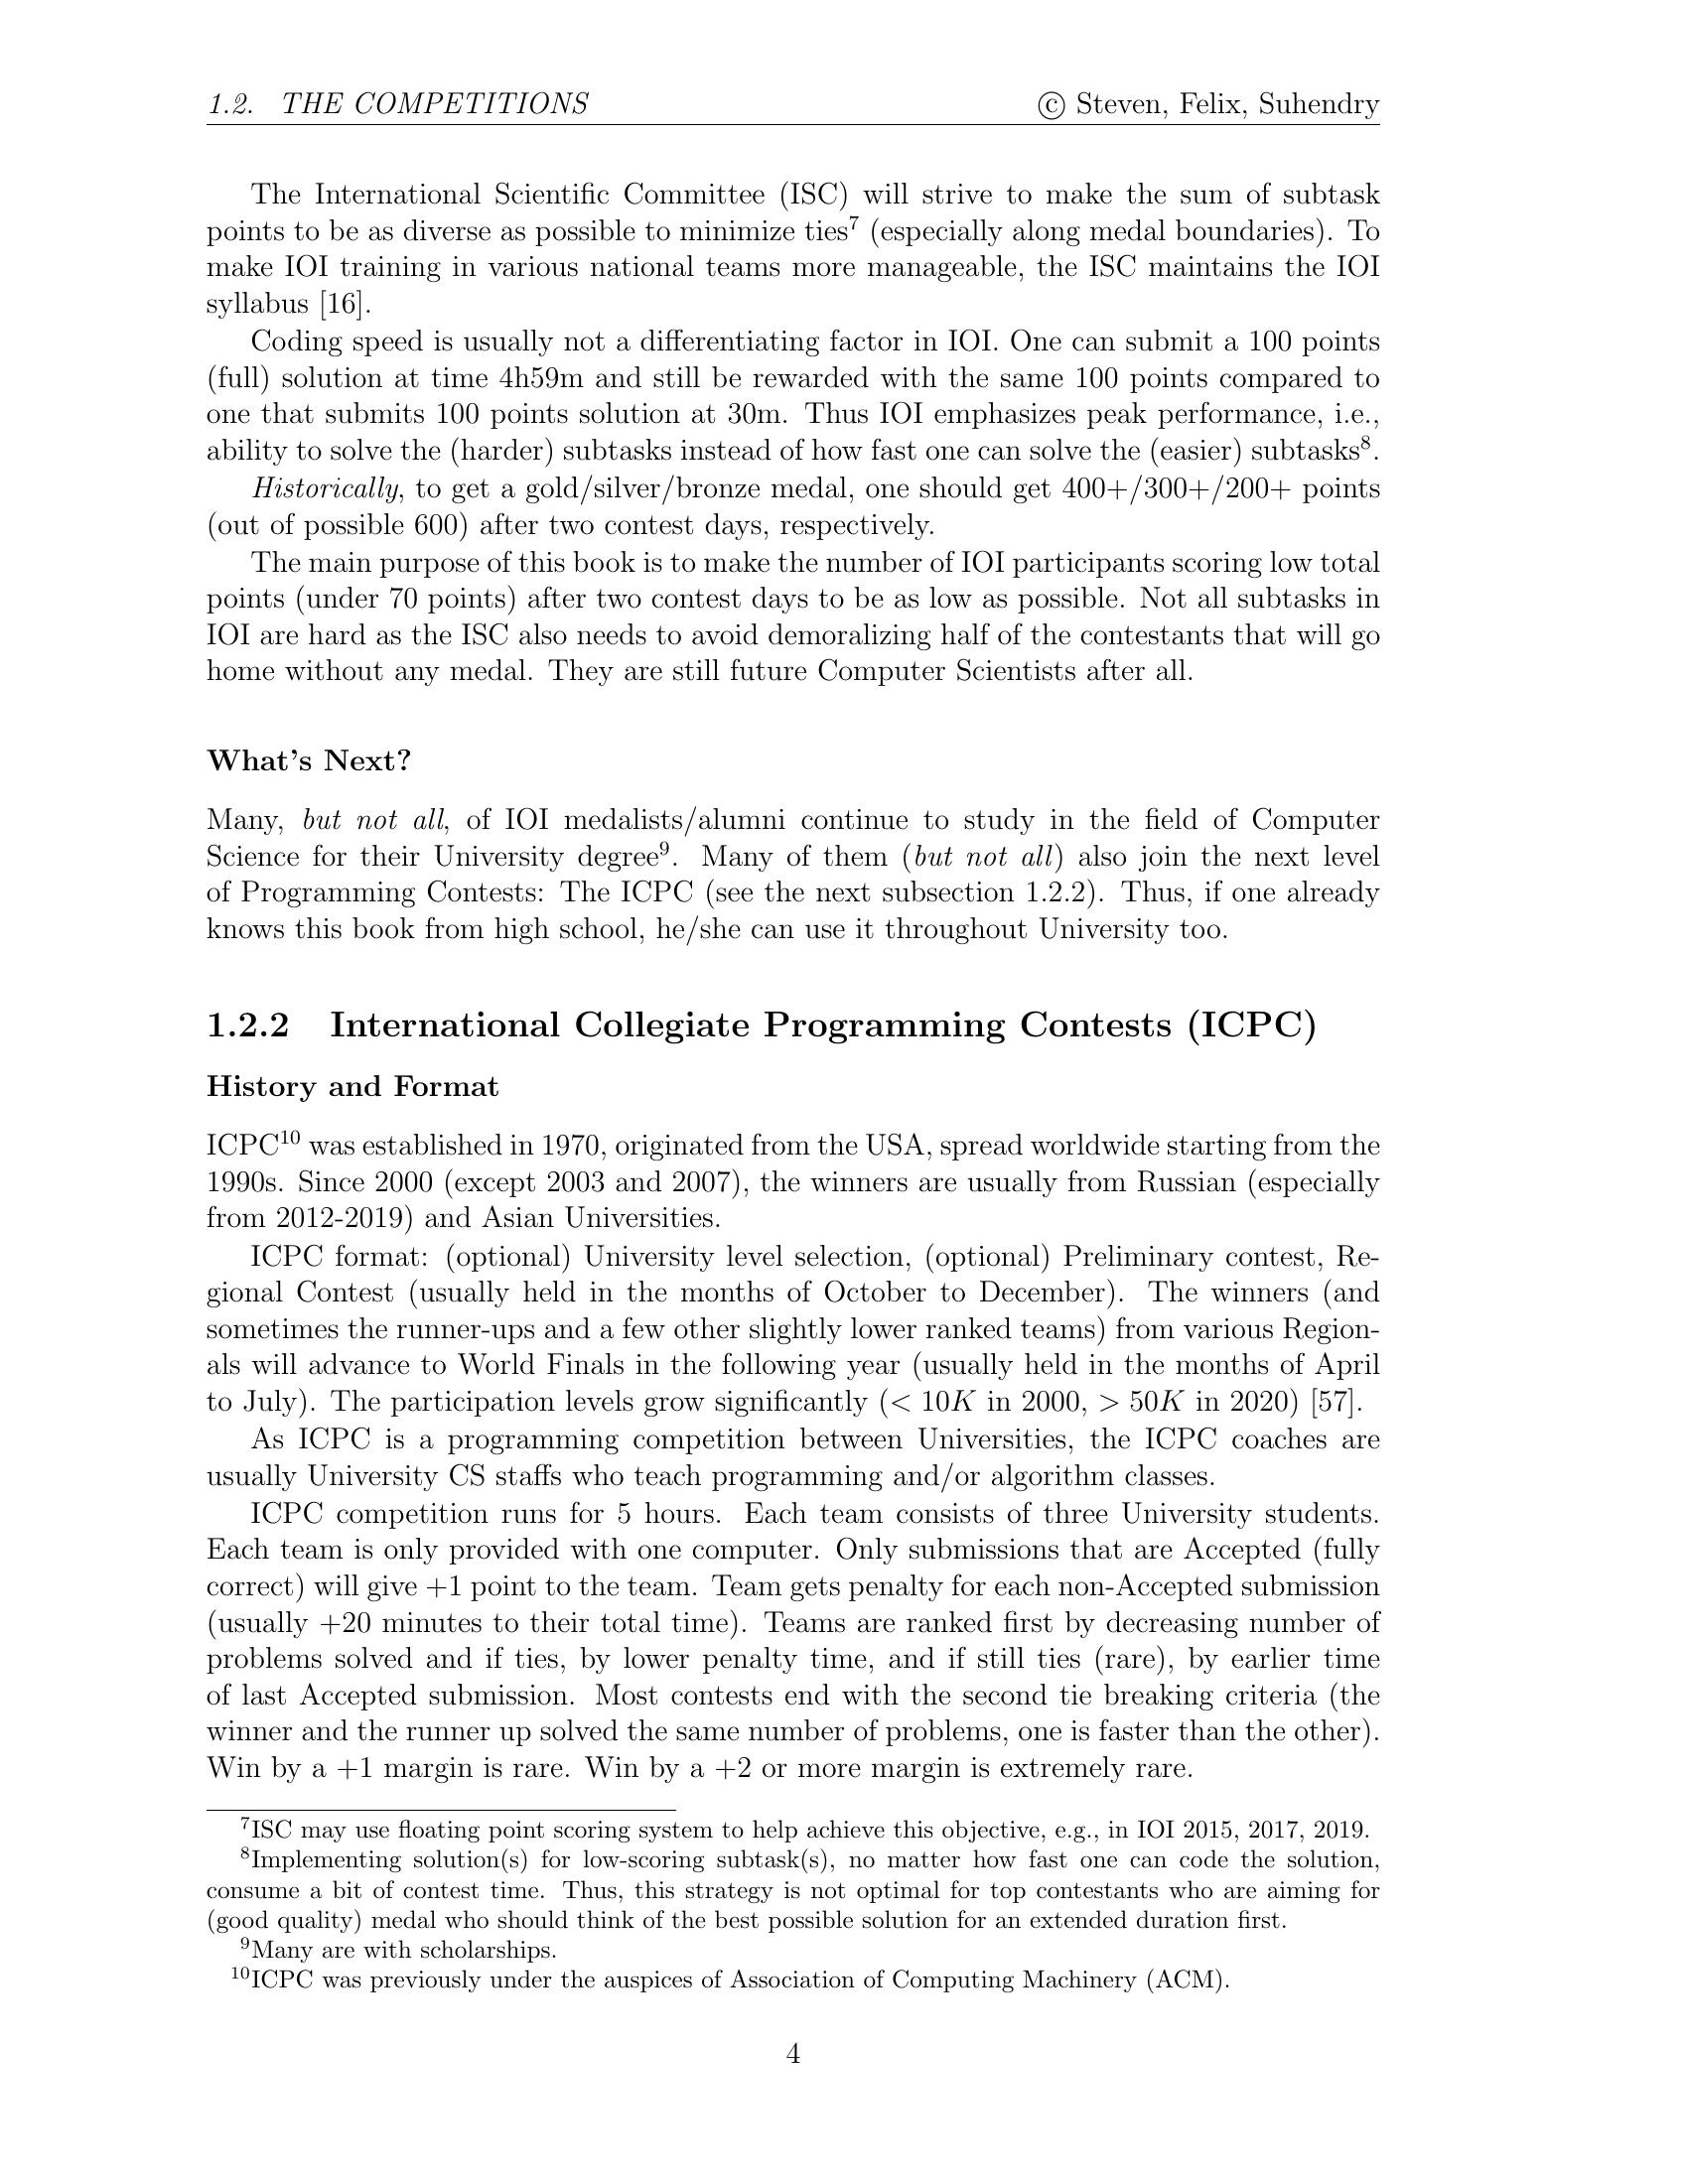 1.2. THE COMPETITIONS © Steven, Felix, Suhendry
The International Scientific Committee (ISC) will strive to make the sum of subtask
points to be as diverse as possible to minimize ties7 (especially along medal boundaries). To
make IOI training in various national teams more manageable, the ISC maintains the IOI
syllabus [16].
Coding speed is usually not a differentiating factor in IOI. One can submit a 100 points
(full) solution at time 4h59m and still be rewarded with the same 100 points compared to
one that submits 100 points solution at 30m. Thus IOI emphasizes peak performance, i.e.,
ability to solve the (harder) subtasks instead of how fast one can solve the (easier) subtasks8.
Historically, to get a gold/silver/bronze medal, one should get 400+/300+/200+ points
(out of possible 600) after two contest days, respectively.
The main purpose of this book is to make the number of IOI participants scoring low total
points (under 70 points) after two contest days to be as low as possible. Not all subtasks in
IOI are hard as the ISC also needs to avoid demoralizing half of the contestants that will go
home without any medal. They are still future Computer Scientists after all.
What's Next?
Many, but not all, of IOI medalists/alumni continue to study in the field of Computer
Science for their University degree9. Many of them (but not all) also join the next level
of Programming Contests: The ICPC (see the next subsection 1.2.2). Thus, if one already
knows this book from high school, he/she can use it throughout University too.
1.2.2 International Collegiate Programming Contests (ICPC)
History and Format
ICPC10 was established in 1970, originated from the USA, spread worldwide starting from the
1990s. Since 2000 (except 2003 and 2007), the winners are usually from Russian (especially
from 2012-2019) and Asian Universities.
ICPC format: (optional) University level selection, (optional) Preliminary contest, Re-
gional Contest (usually held in the months of October to December). The winners (and
sometimes the runner-ups and a few other slightly lower ranked teams) from various Region-
als will advance to World Finals in the following year (usually held in the months of April
to July). The participation levels grow significantly (< 10K in 2000, > 50K in 2020) [57].
As ICPC is a programming competition between Universities, the ICPC coaches are
usually University CS staffs who teach programming and/or algorithm classes.
ICPC competition runs for 5 hours. Each team consists of three University students.
Each team is only provided with one computer. Only submissions that are Accepted (fully
correct) will give +1 point to the team. Team gets penalty for each non-Accepted submission
(usually +20 minutes to their total time). Teams are ranked first by decreasing number of
problems solved and if ties, by lower penalty time, and if still ties (rare), by earlier time
of last Accepted submission. Most contests end with the second tie breaking criteria (the
winner and the runner up solved the same number of problems, one is faster than the other).
Win by a +1 margin is rare. Win by a +2 or more margin is extremely rare.
7ISC may use floating point scoring system to help achieve this objective, e.g., in IOI 2015, 2017, 2019.
8Implementing solution(s) for low-scoring subtask(s), no matter how fast one can code the solution,
consume a bit of contest time. Thus, this strategy is not optimal for top contestants who are aiming for
(good quality) medal who should think of the best possible solution for an extended duration first.
9Many are with scholarships.
10ICPC was previously under the auspices of Association of Computing Machinery (ACM).
4